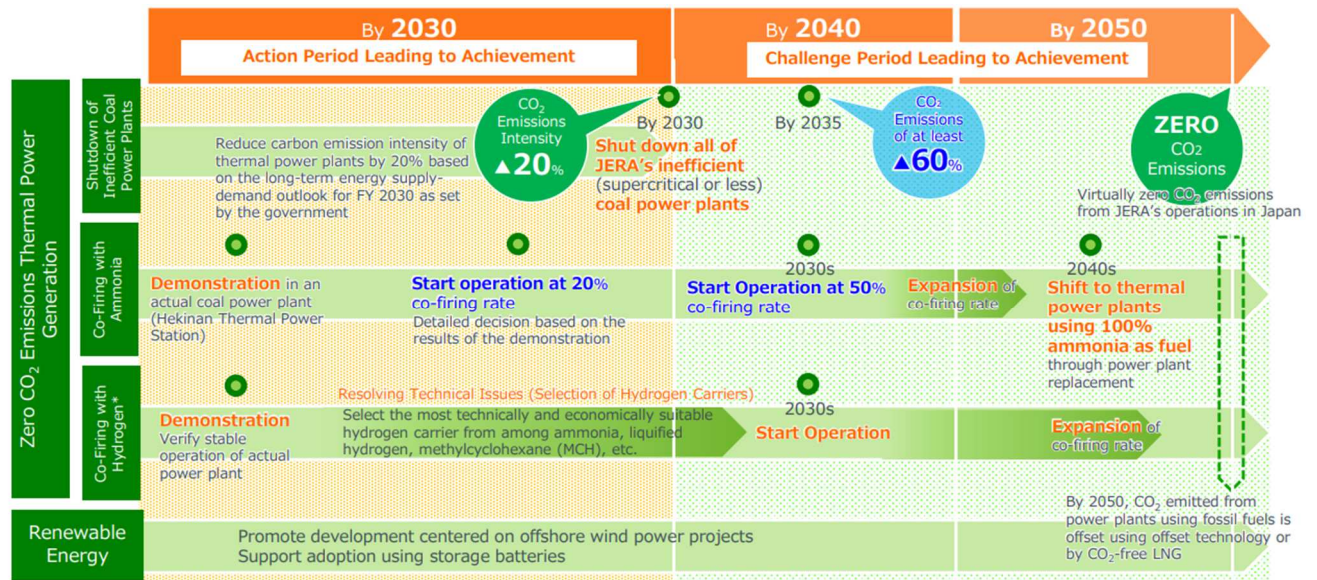 By 2030
Action Period Leading to Achievement
By 2040
By 2050
Challenge Period Leading to Achievement
Zero CO₂ Emissions Thermal Power
Generation
Shutdown of
Inefficient Coal
Power Plants
Reduce carbon emission intensity of
thermal power plants by 20% based
on the long-term energy supply-
demand outlook for FY 2030 as set
by the government
CO₂
Emissions
Intensity
▲20%
By 2030
Shut down all of
JERA's inefficient
(supercritical or less)
coal power plants
By 2035
CO₂
Emissions
of at least
▲60%
ZERO
CO₂
Emissions
Virtually zero CO₂ emissions
from JERA's operations in Japan
Co-Firing with
Ammonia
Demonstration in an
actual coal power plant
(Hekinan Thermal Power
Station)
Start operation at 20%
co-firing rate
Detailed decision based on the
results of the demonstration
2030s
Start Operation at 50%
co-firing rate
Expansion of
co-firing rate
2040s
Shift to thermal
power plants
using 100%
ammonia as fuel
through power plant
replacement
Co-Firing with
Hydrogen*
Demonstration
Verify stable
operation of actual
power plant
Resolving Technical Issues (Selection of Hydrogen Carriers)
Select the most technically and economically suitable
hydrogen carrier from among ammonia, liquified
hydrogen, methylcyclohexane (MCH), etc.
2030s
Start Operation
Expansion of
co-firing rate
By 2050, CO₂ emitted from
power plants using fossil fuels is
offset using offset technology or
by CO₂-free LNG
Renewable
Energy
Promote development centered on offshore wind power projects
Support adoption using storage batteries